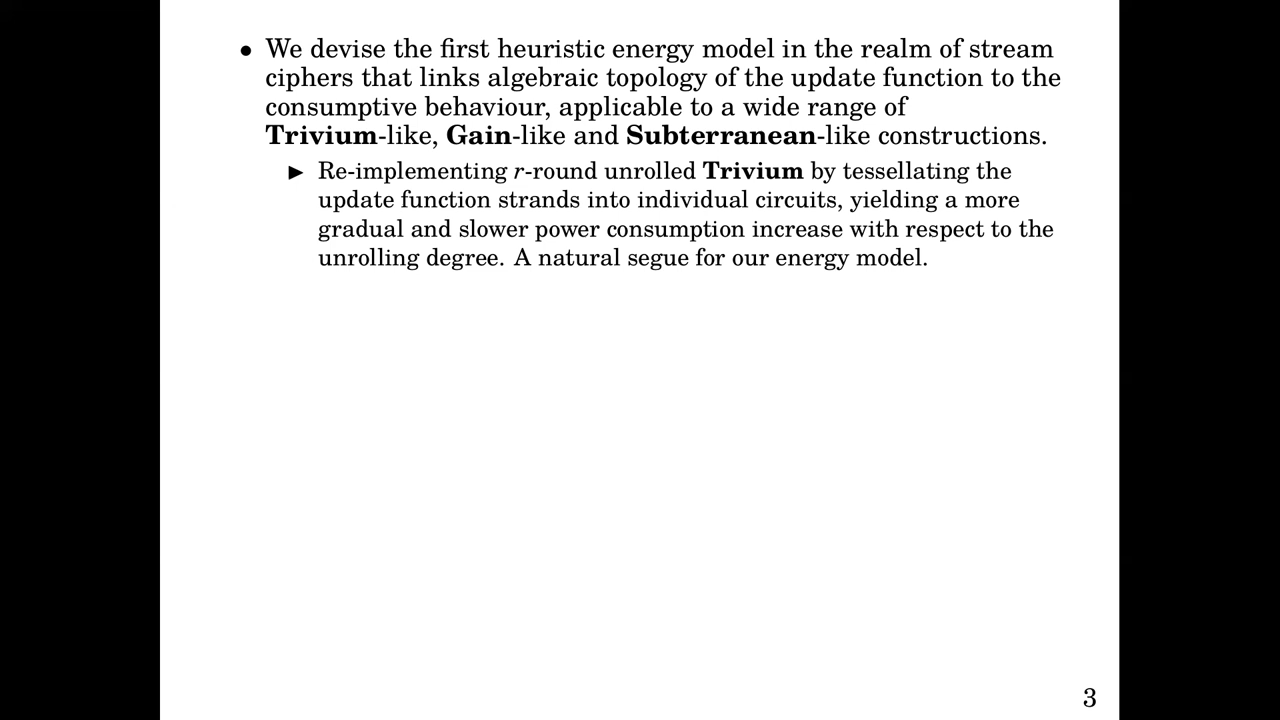 • We devise the first heuristic energy model in the realm of stream
ciphers that links algebraic topology of the update function to the
consumptive behaviour, applicable to a wide range of
Trivium-like, Gain-like and Subterranean-like constructions.
▶ Re-implementing r-round unrolled Trivium by tessellating the
update function strands into individual circuits, yielding a more
gradual and slower power consumption increase with respect to the
unrolling degree. A natural segue for our energy model.
3